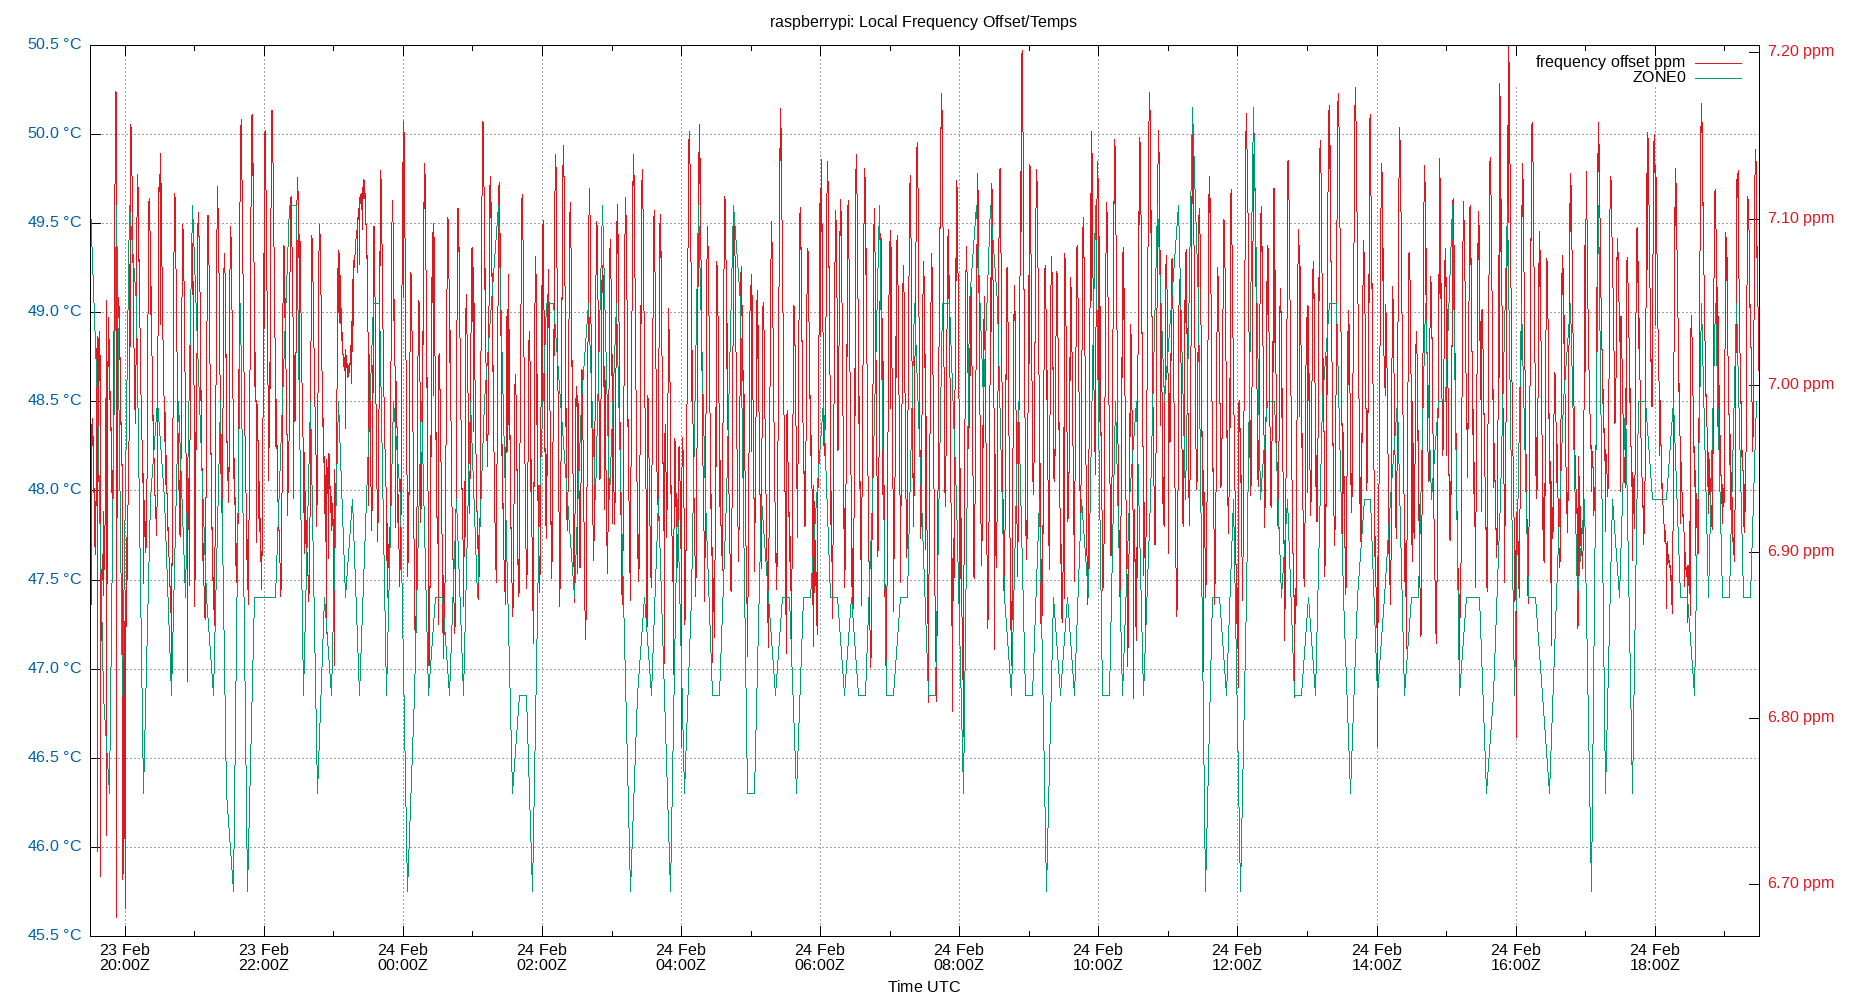 raspberrypi: Local Frequency Offset/Temps
50.5 °C
7.20 ppm
frequency offset ppm
ZONE0
50.0 °C
49.5 °C
7.10 ppm
49.0 °C
48.5 °C
7.00 ppm
48.0 °C
6.90 ppm
47.5 °C
47.0 °C
6.80 ppm
46.5 °C
46.0 °C
6.70 ppm
45.5 °C
23 Feb 23 Feb 24 Feb 24 Feb 24 Feb 24 Feb 24 Feb 24 Feb 24 Feb 24 Feb 24 Feb 24 Feb
20:00Z 22:00Z 00:00Z 02:00Z 04:00Z 06:00Z 08:00Z 10:00Z 12:00Z 14:00Z 16:00Z 18:00Z
Time UTC